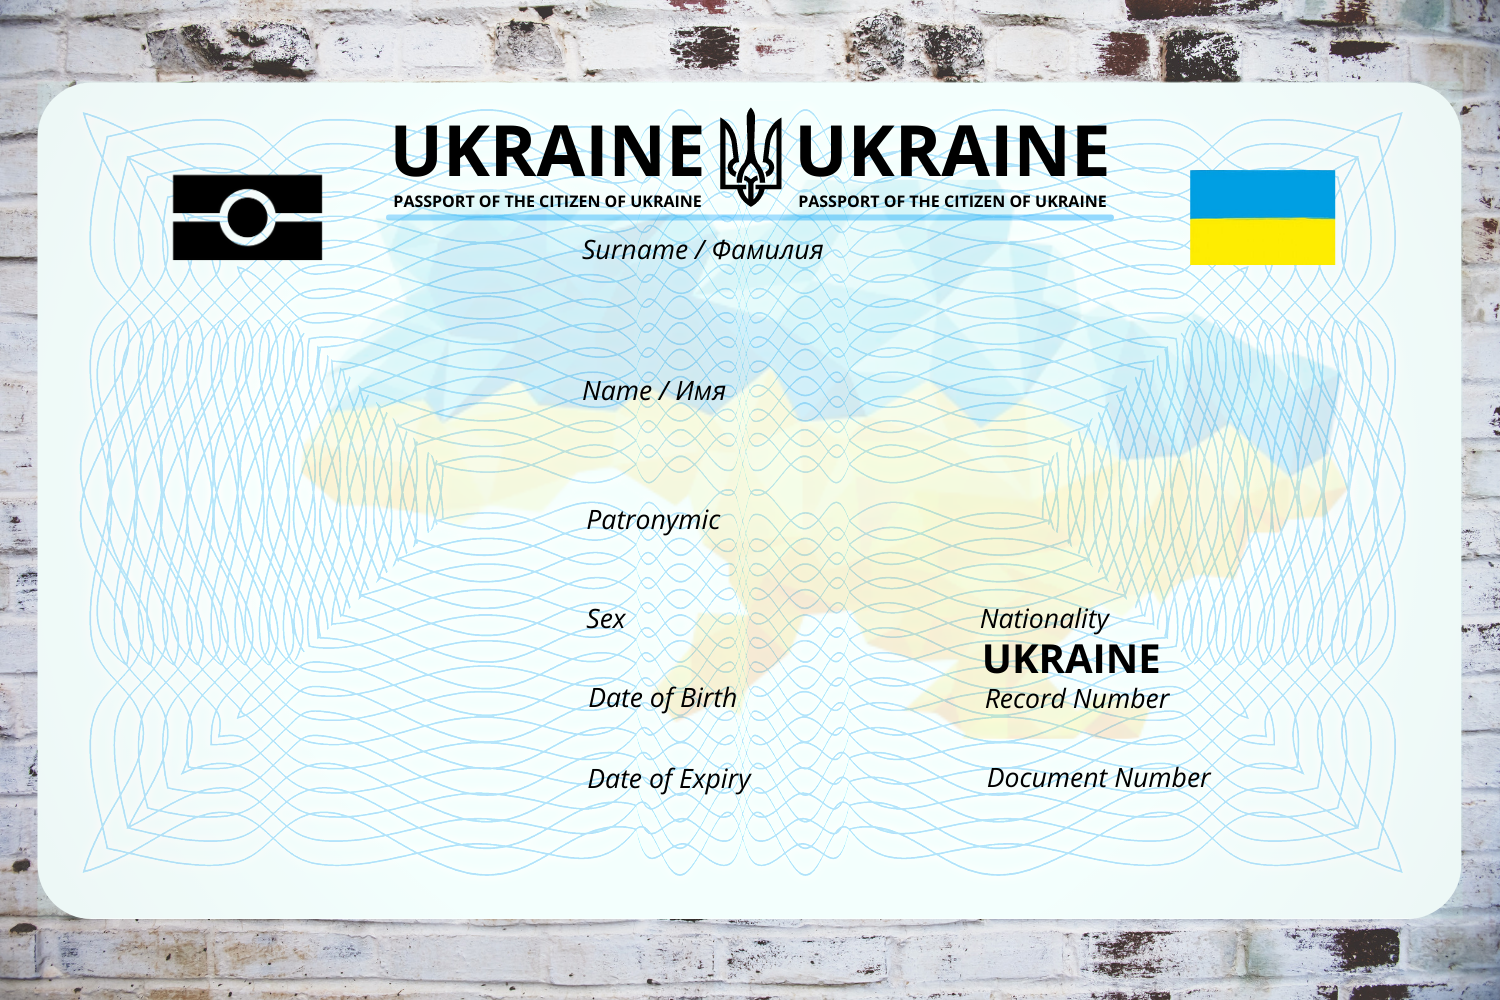 UKRAINE UKRAINE
PASSPORT OF THE CITIZEN OF UKRAINE PASSPORT OF THE CITIZEN OF UKRAINE
Surname / Фамилия
Name / Имя
Patronymic
Sex Nationality
UKRAINE
Date of Birth Record Number
Date of Expiry Document Number